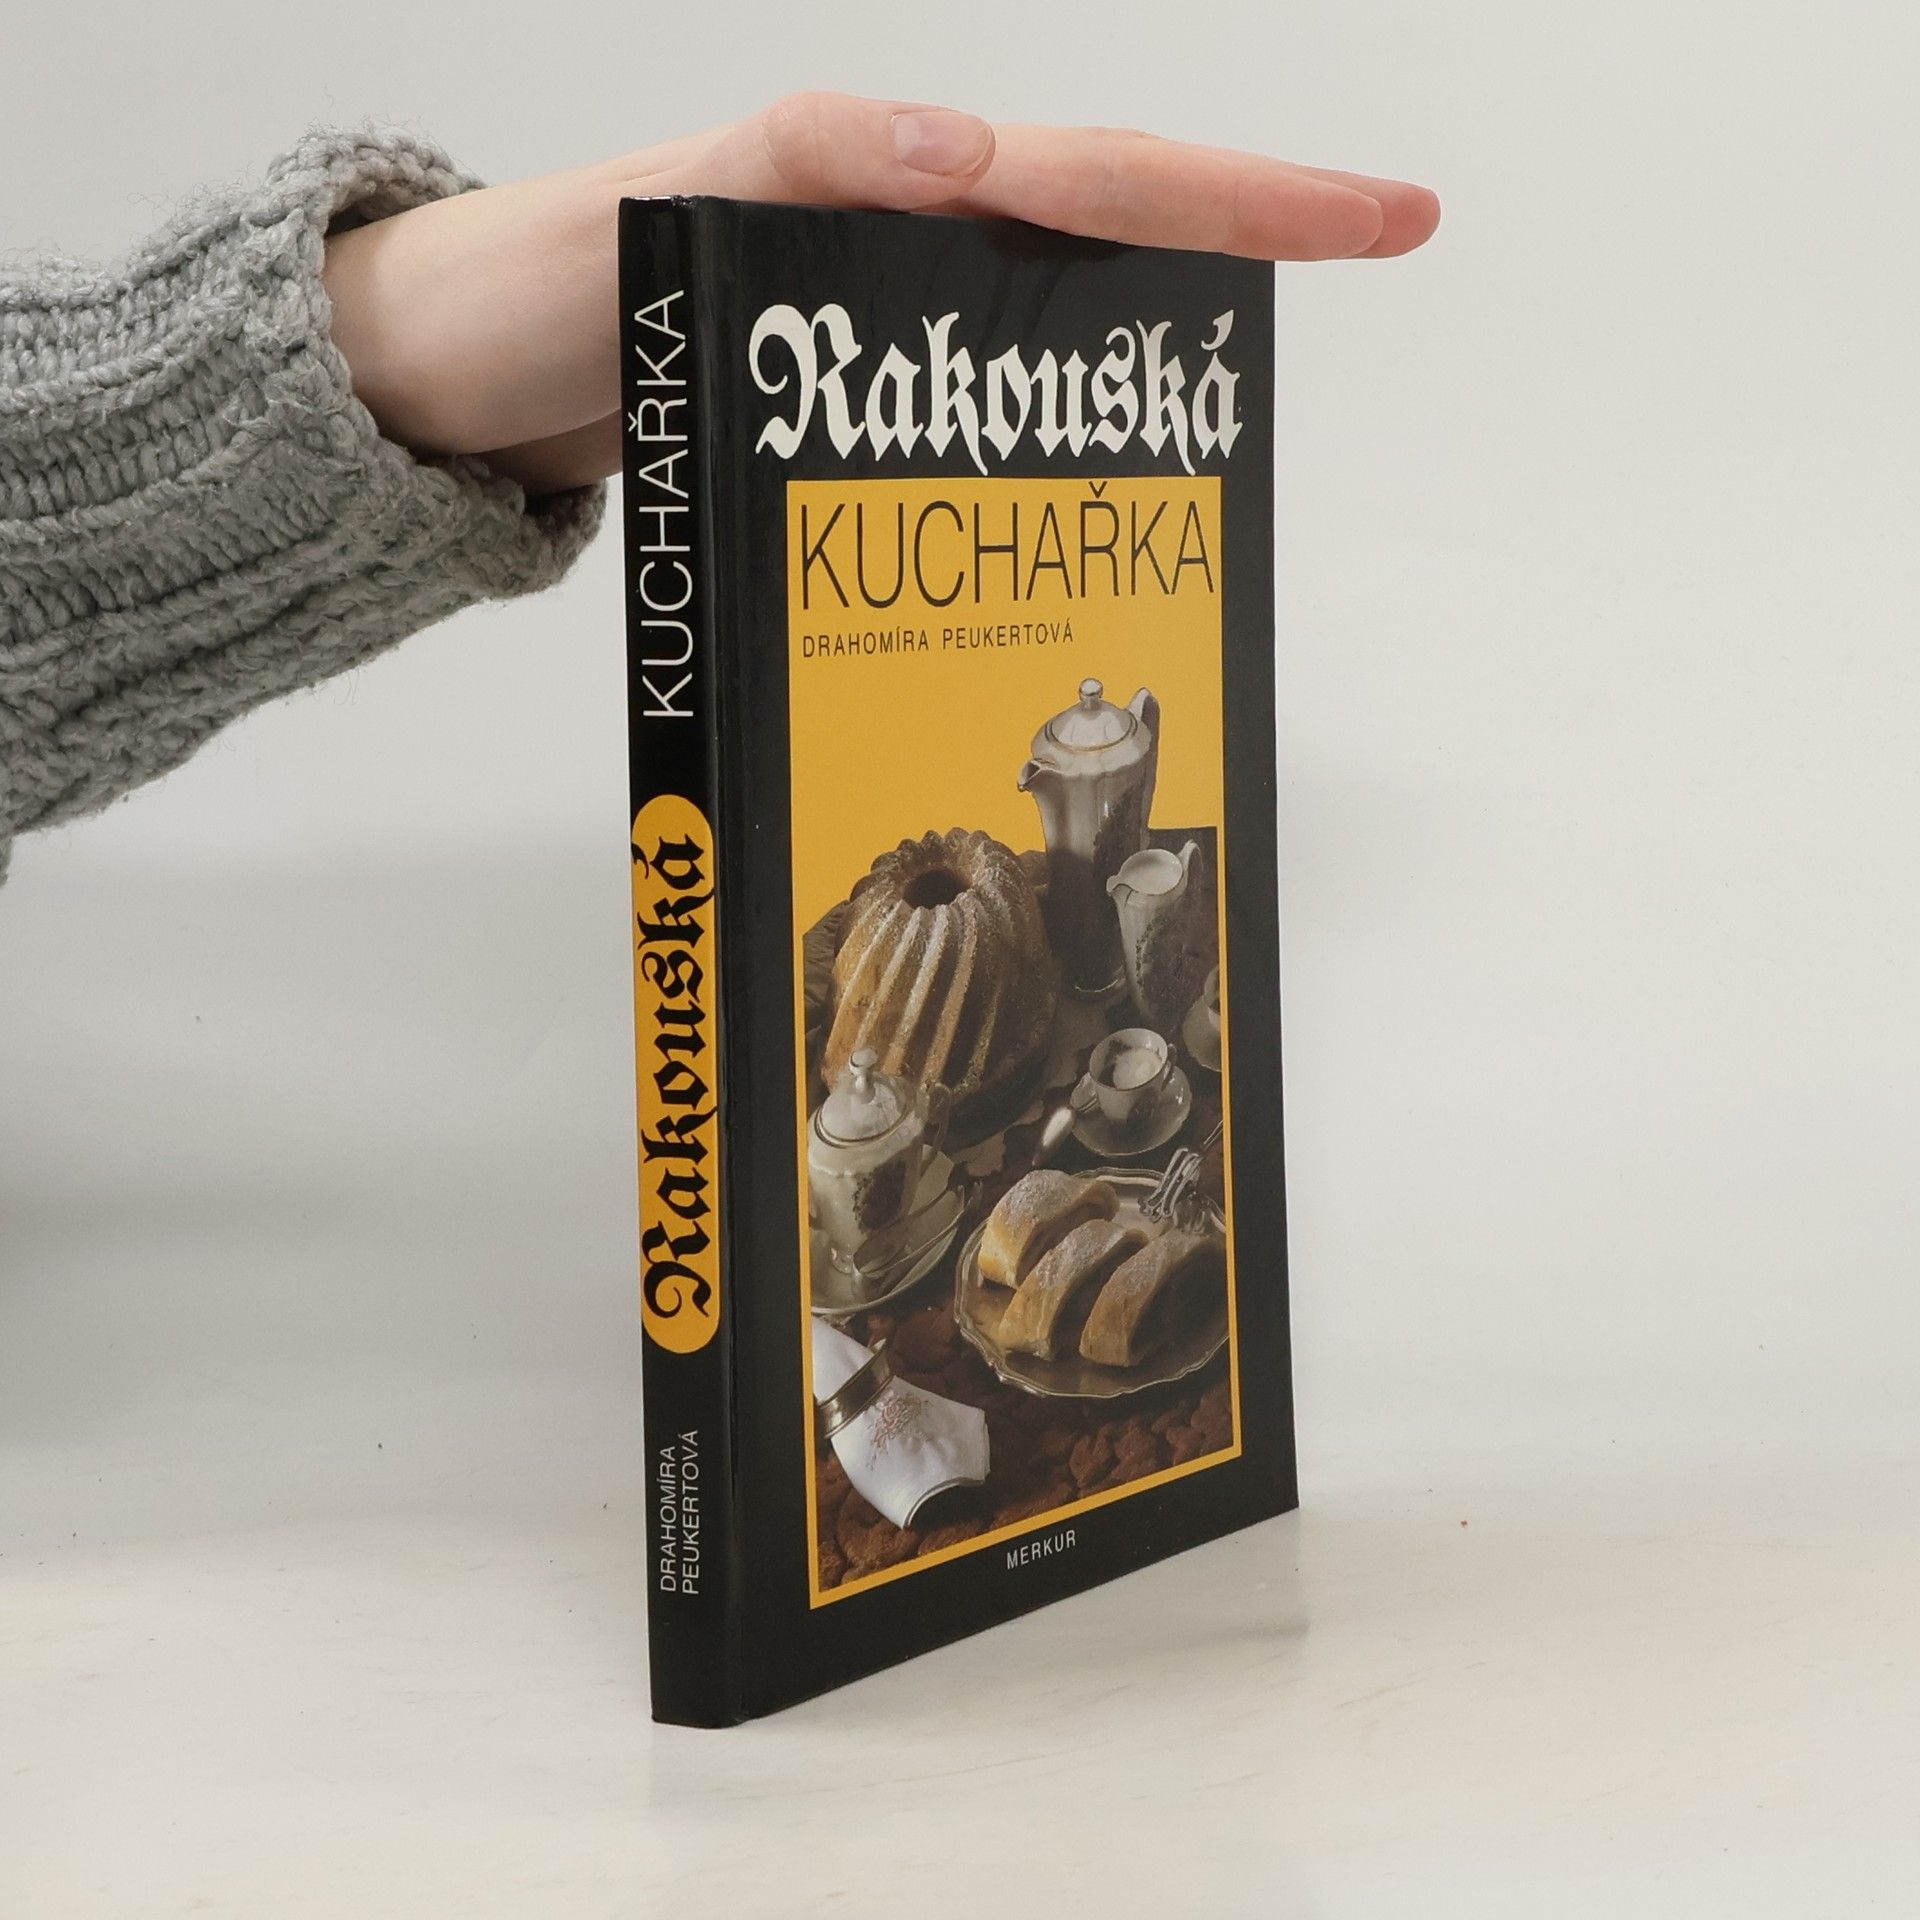 Rakouská
KUCHAŘKA
DRAHOMÍRA PEUKERTOVÁ
MERKUR
Rakouská KUCHAŘKA
DRAHOMÍRA
PEUKERTOVÁ